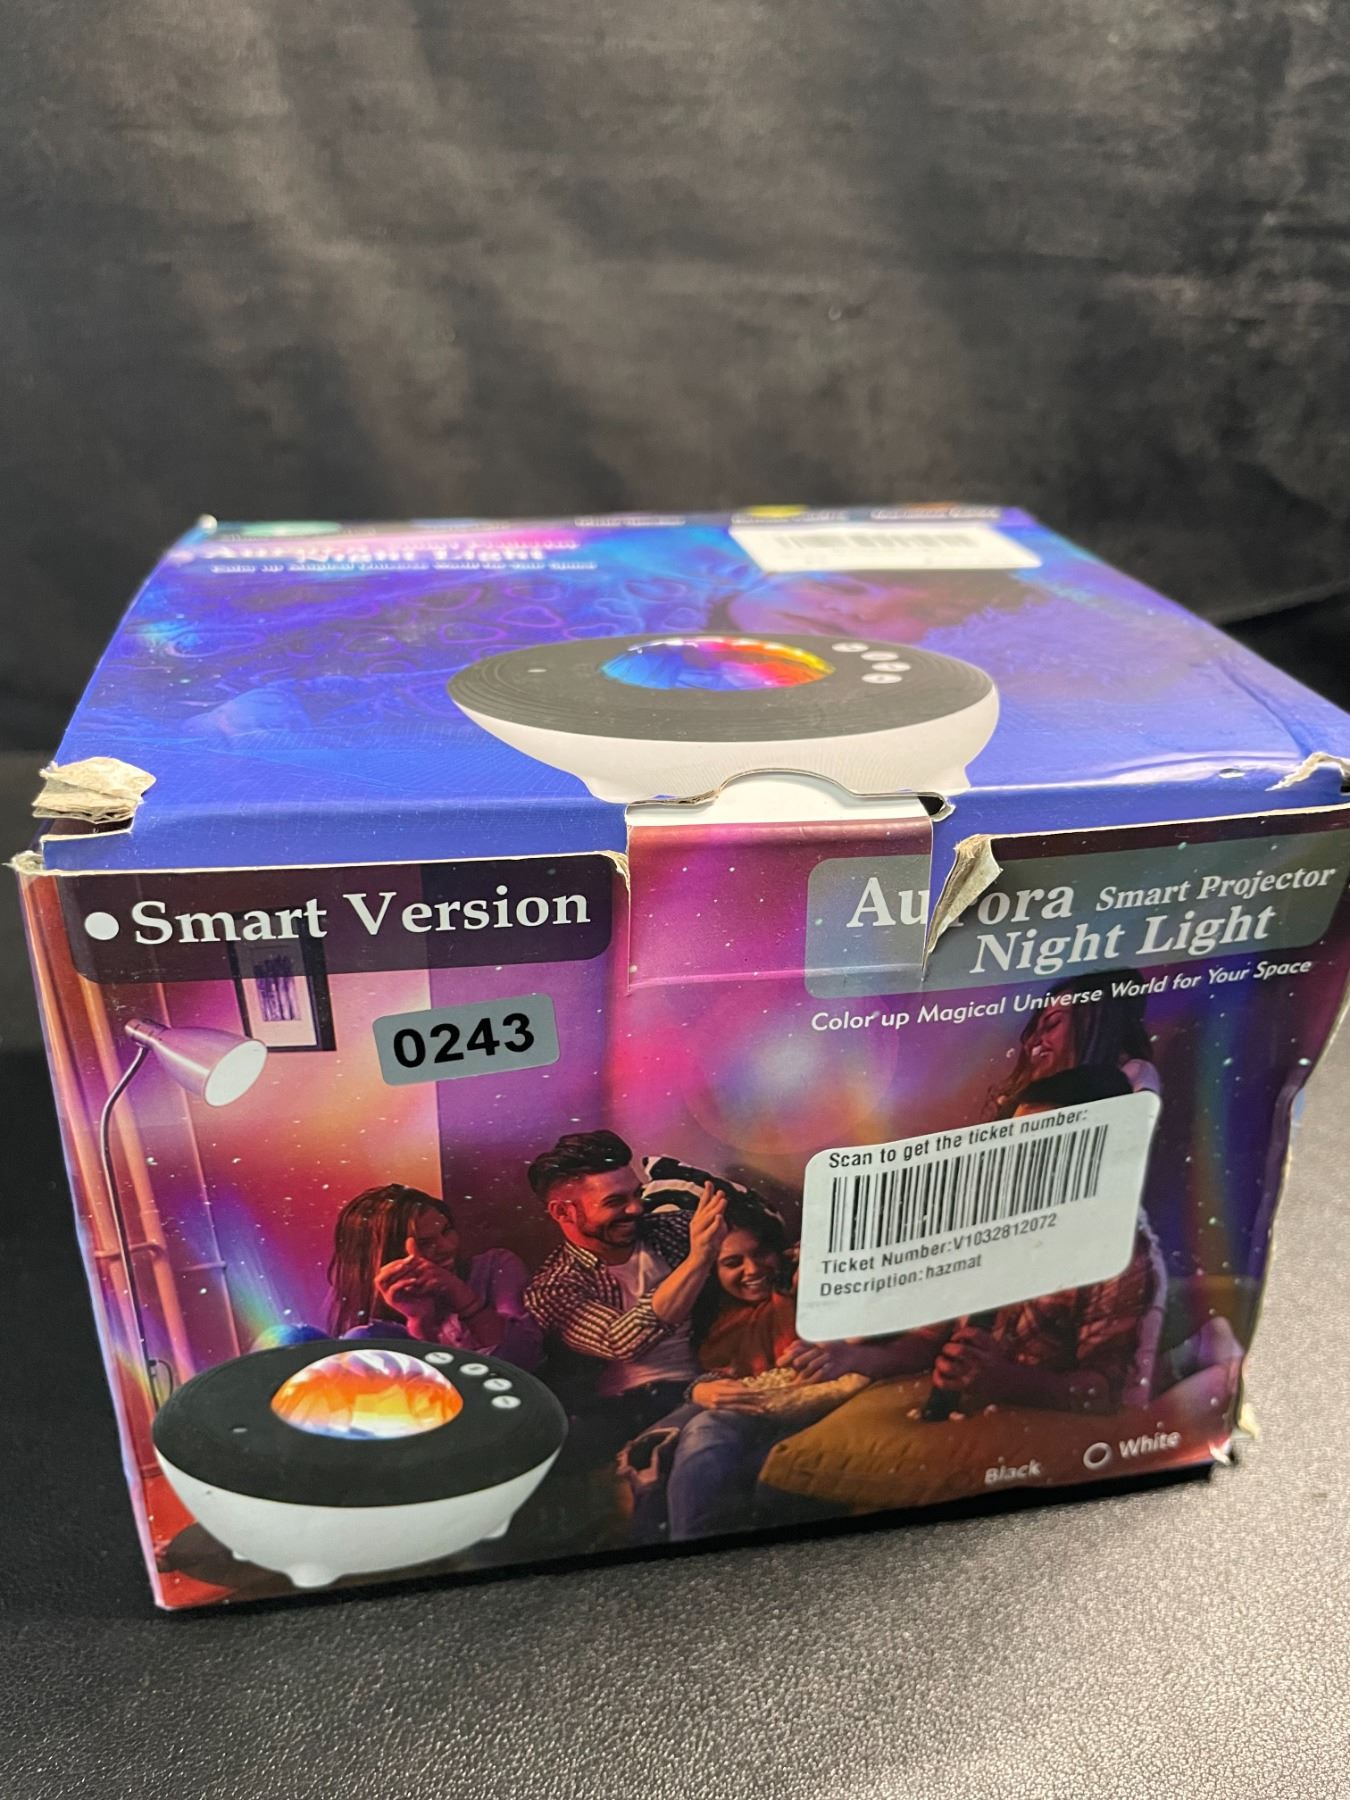 Night Light
● Smart Version
Aurora Smart Projector
Night Light
Color up Magical Universe World for Your Space
0243
Scan to get the ticket number:
Ticket Number:V1032812072
Description:hazmat
Black ○ White